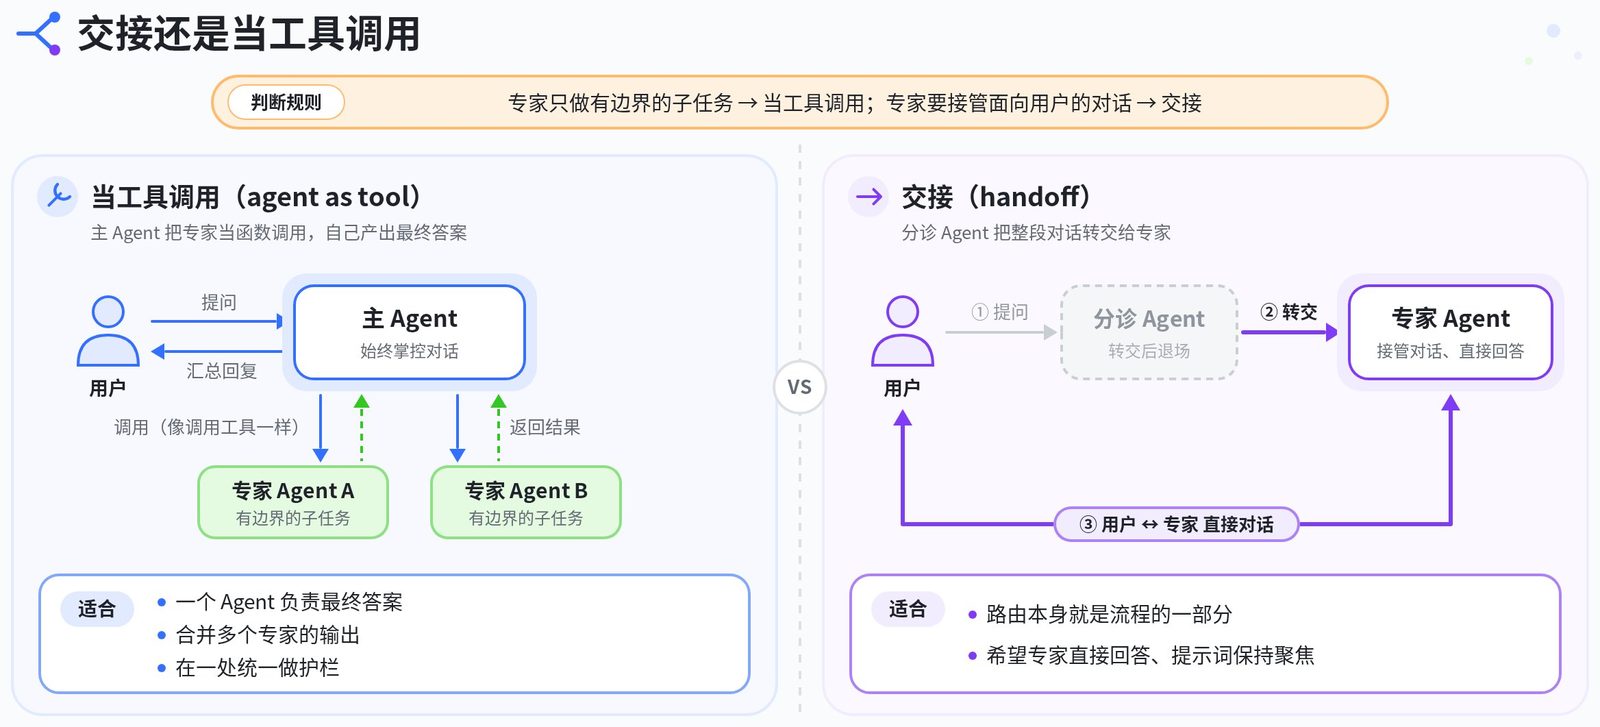 交接还是当工具调用
判断规则
专家只做有边界的子任务 → 当工具调用；专家要接管面向用户的对话 → 交接
当工具调用（agent as tool）
主 Agent 把专家当函数调用，自己产出最终答案
提问
主 Agent
始终掌控对话
汇总回复
用户
调用（像调用工具一样）
返回结果
专家 Agent A
有边界的子任务
专家 Agent B
有边界的子任务
适合
一个 Agent 负责最终答案
合并多个专家的输出
在一处统一做护栏
VS
交接（handoff）
分诊 Agent 把整段对话转交给专家
① 提问
分诊 Agent
转交后退场
② 转交
专家 Agent
接管对话、直接回答
用户
③ 用户 ↔ 专家 直接对话
适合
路由本身就是流程的一部分
希望专家直接回答、提示词保持聚焦